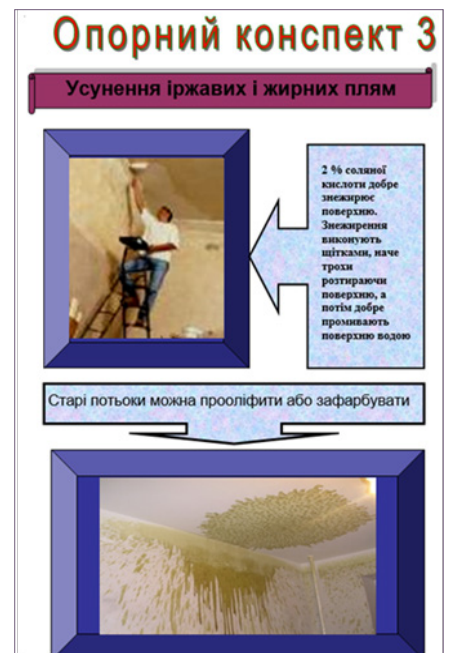 Опорний конспект 3
Усунення іржавих і жирних плям
2 % соляної
кислоти добре
знежирює
поверхню.
Знежирення
виконують
щітками, наче
трохи
розтираючи
поверхню, а
потім добре
промивають
поверхню водою
Старі потьоки можна прооліфити або зафарбувати